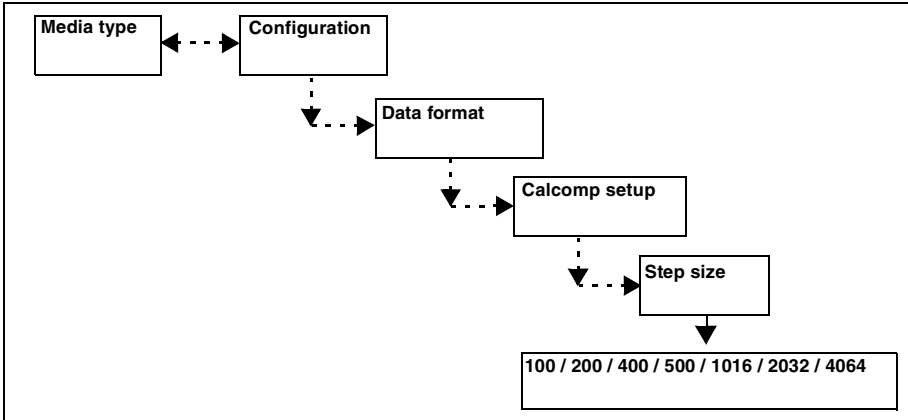 Media type
Configuration
Data format
Calcomp setup
Step size
100 / 200 / 400 / 500 / 1016 / 2032 / 4064